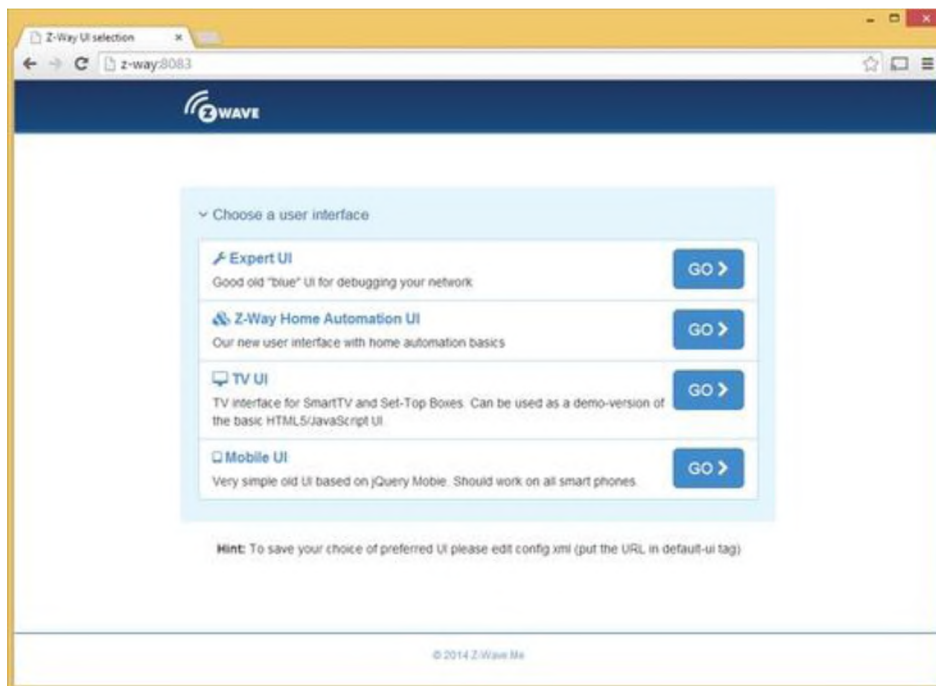 Z-Way UI selection
z-way:8083
Z WAVE
Choose a user interface
Expert UI
Good old "blue" UI for debugging your network
GO
Z-Way Home Automation UI
Our new user interface with home automation basics
GO
TV UI
TV interface for SmartTV and Set-Top Boxes. Can be used as a demo-version of
the basic HTML5/JavaScript UI.
GO
Mobile UI
Very simple old UI based on jQuery Mobie. Should work on all smart phones.
GO
Hint: To save your choice of preferred UI please edit config xml (put the URL in default-ui tag)
© 2014 Z-Wave.Me